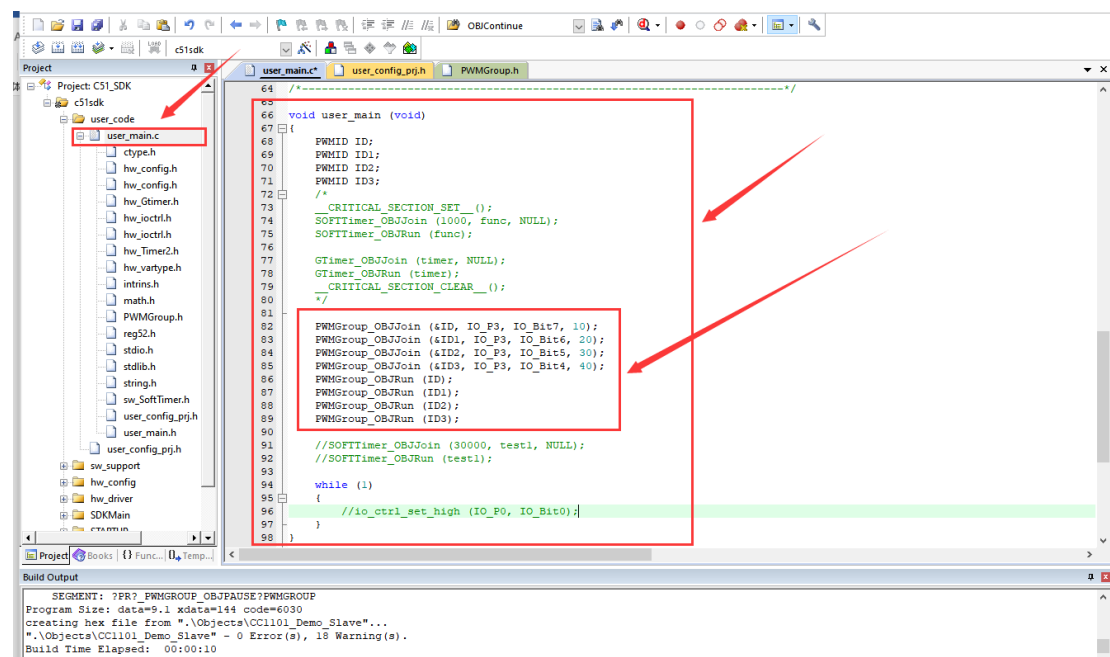 OBJContinue
LOAD
c51sdk
Project
Project: C51_SDK
c51sdk
user_code
user_main.c
ctype.h
hw_config.h
hw_config.h
hw_Gtimer.h
hw_ioctrl.h
hw_ioctrl.h
hw_Timer2.h
hw_vartype.h
intrins.h
math.h
PWMGroup.h
reg52.h
stdio.h
stdlib.h
string.h
sw_SoftTimer.h
user_config_prj.h
user_main.h
user_config_prj.h
sw_support
hw_config
hw_driver
SDKMain
STARTUP
Project Books {} Func... Temp...
user_main.c* user_config_prj.h PWMGroup.h
64 /*-------------------------------------------------------------------------*/
65
66 void user_main (void)
67 {
68 PWMID ID;
69 PWMID ID1;
70 PWMID ID2;
71 PWMID ID3;
72 /*
73 __CRITICAL_SECTION_SET__();
74 SOFTTimer_OBJJoin (1000, func, NULL);
75 SOFTTimer_OBJRun (func);
76
77 GTimer_OBJJoin (timer, NULL);
78 GTimer_OBJRun (timer);
79 __CRITICAL_SECTION_CLEAR__();
80 */
81
82 PWMGroup_OBJJoin (&ID, IO_P3, IO_Bit7, 10);
83 PWMGroup_OBJJoin (&ID1, IO_P3, IO_Bit6, 20);
84 PWMGroup_OBJJoin (&ID2, IO_P3, IO_Bit5, 30);
85 PWMGroup_OBJJoin (&ID3, IO_P3, IO_Bit4, 40);
86 PWMGroup_OBJRun (ID);
87 PWMGroup_OBJRun (ID1);
88 PWMGroup_OBJRun (ID2);
89 PWMGroup_OBJRun (ID3);
90
91 //SOFTTimer_OBJJoin (30000, test1, NULL);
92 //SOFTTimer_OBJRun (test1);
93
94 while (1)
95 {
96 //io_ctrl_set_high (IO_P0, IO_Bit0);
97 }
98 }
Build Output
SEGMENT: ?PR?_PWMGROUP_OBJPAUSE?PWMGROUP
Program Size: data=9.1 xdata=144 code=6030
creating hex file from ".\Objects\CC1101_Demo_Slave"...
".\Objects\CC1101_Demo_Slave" - 0 Error(s), 18 Warning(s).
Build Time Elapsed: 00:00:10